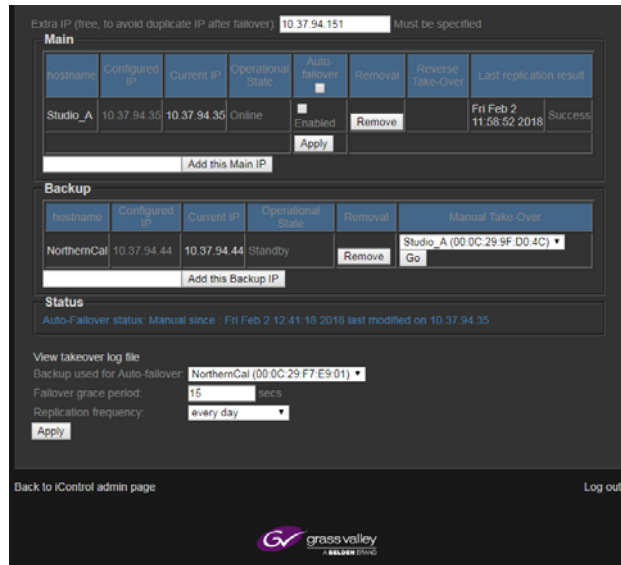 Extra IP (free, to avoid duplicate IP after failover): 10.37.94.151 Must be specified
Main
hostname Configured IP Current IP Operational State Auto-failover Removal Reverse Take-Over Last replication result
Studio_A 10.37.94.35 10.37.94.35 Online Enabled Remove Fri Feb 2 11:58:52 2018 Success
Apply
Add this Main IP
Backup
hostname Configured IP Current IP Operational State Removal Manual Take-Over
NorthernCal 10.37.94.44 10.37.94.44 Standby Remove Studio_A (00:0C:29:9F:D0:4C) Go
Add this Backup IP
Status
Auto-Failover status: Manual since : Fri Feb 2 12:41:18 2018 last modified on 10.37.94.35
View takeover log file
Backup used for Auto-failover: NorthernCal (00:0C:29:F7:E9:01)
Failover grace period: 15 secs
Replication frequency: every day
Apply
Back to iControl admin page Log out
GV grass valley
A BELDEN BRAND